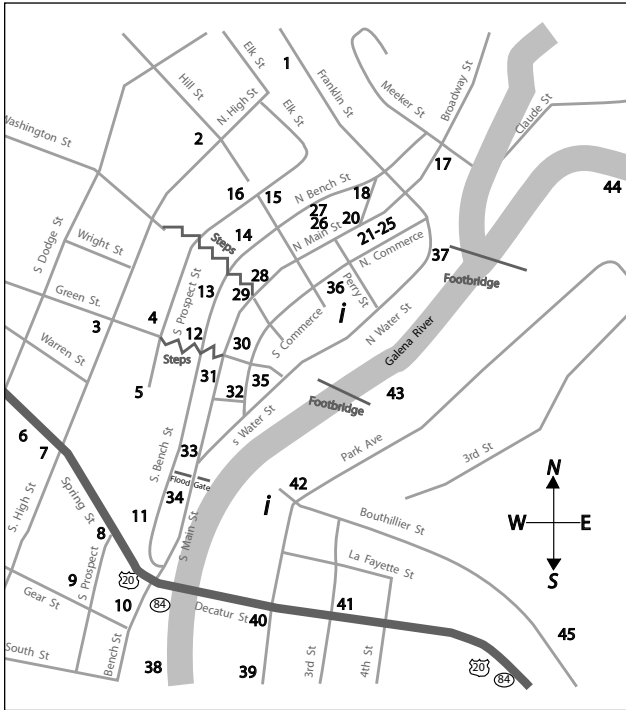 Elk St
1
Hill St
Franklin St
Meeker St
Broadway St
N. High St
Elk St
Claude St
Washington St
2
17
44
16
15
N Bench St
18
27
20
26
21-25
14
N Main St
Steps
S Dodge St
Wright St
N. Commerce
37
28
Footbridge
S Prospect St
13
29
36
Perry St
i
Green St.
4
3
12
S Commerce
N Water St
Galena River
30
Warren St
Steps
31
35
5
32
43
Footbridge
S Water St
6
7
S. Bench St
33
Park Ave
3rd St
Flood Gate
42
N
34
i
W E
S
S. High St
Spring St
11
S Main St
Bouthillier St
8
S Prospect
La Fayette St
9
20
Gear St
10
84
Decatur St
40
41
Bench St
3rd St
4th St
45
South St
38
39
20
84